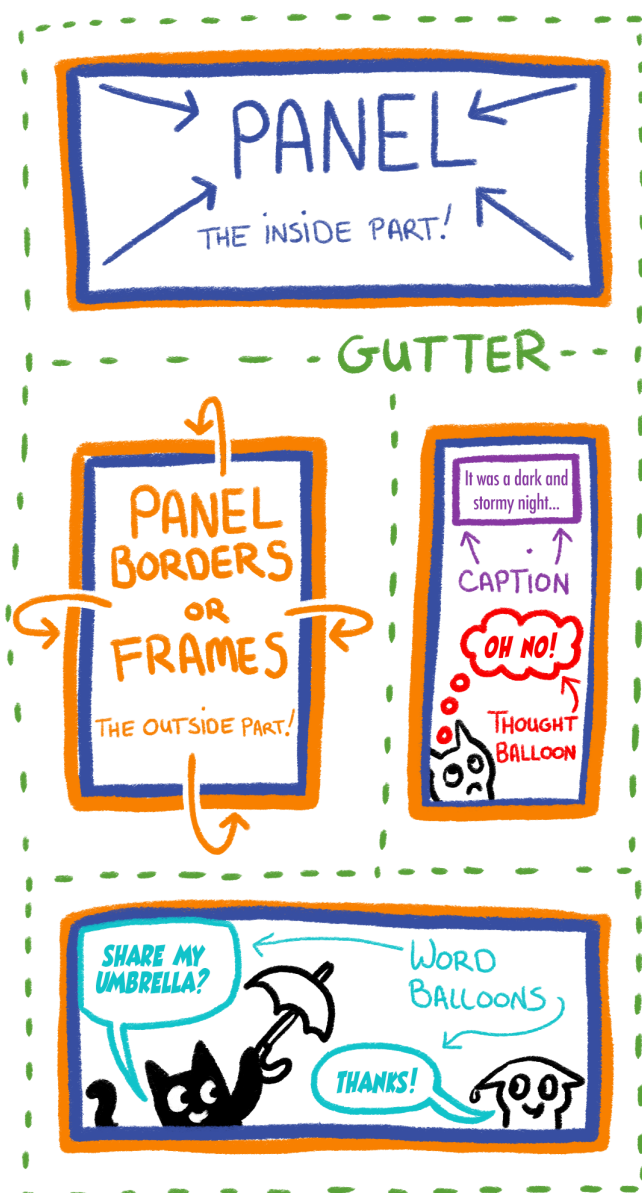 PANEL
THE INSIDE PART!
GUTTER
PANEL
BORDERS
OR
FRAMES
THE OUTSIDE PART!
It was a dark and
stormy night...
CAPTION
OH NO!
THOUGHT
BALLOON
SHARE MY
UMBRELLA?
WORD
BALLOONS
THANKS!